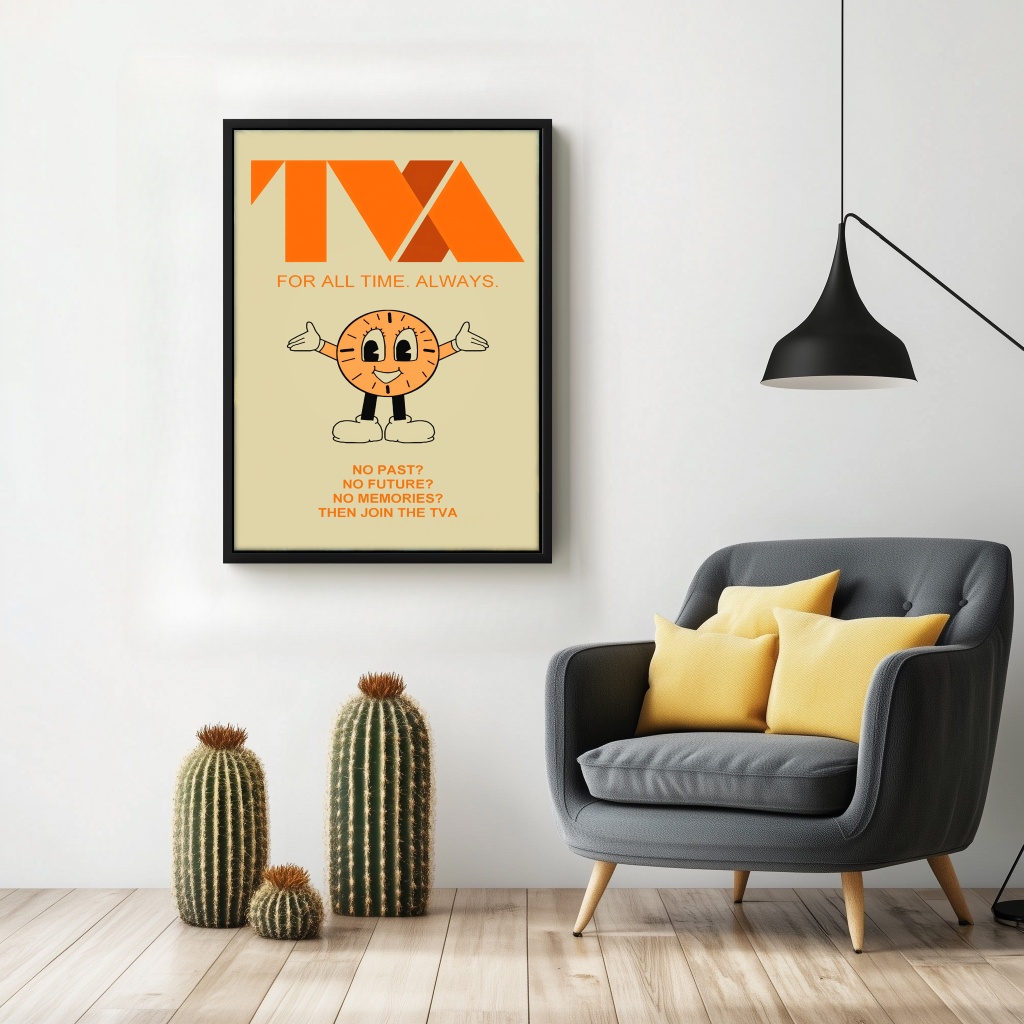 TVA
FOR ALL TIME. ALWAYS.
NO PAST?
NO FUTURE?
NO MEMORIES?
THEN JOIN THE TVA